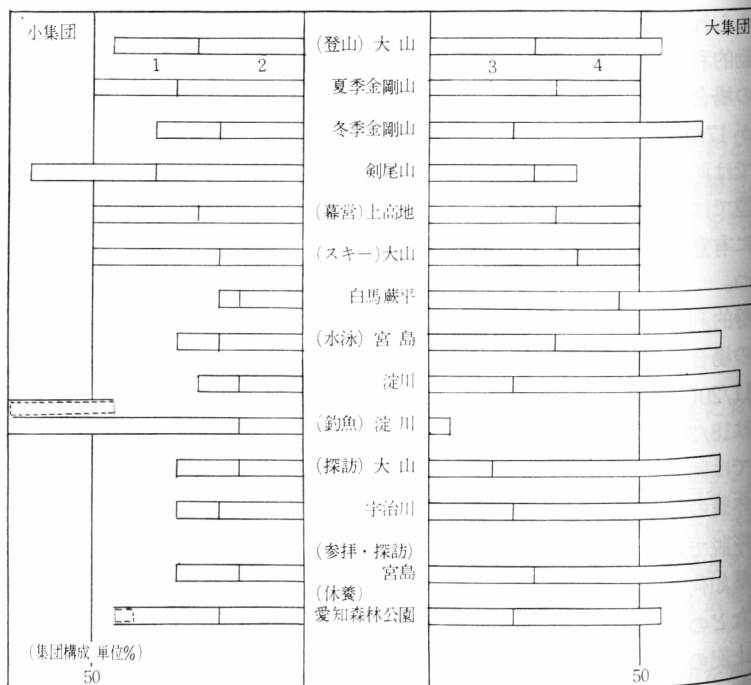 小集団 大集団
(登山) 大山
1 2 3 4
夏季金剛山
冬季金剛山
剣尾山
(幕営)上高地
(スキー)大山
白馬蕨平
(水泳) 宮島
淀川
(釣魚) 淀川
(探訪) 大山
宇治川
(参拝・探訪)
宮島
(休養)
愛知森林公園
(集団構成 単位%)
50 50